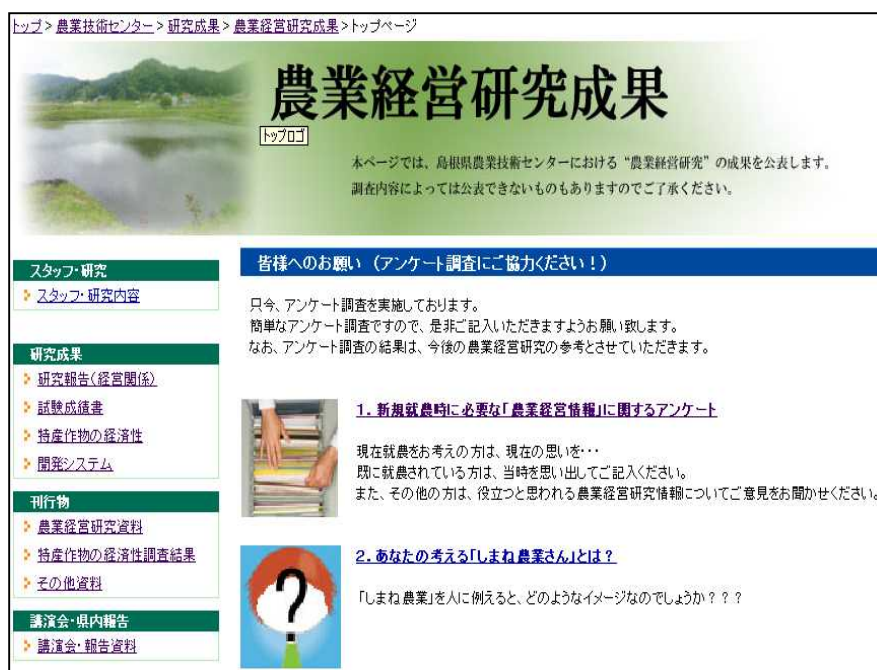 トップ > 農業技術センター > 研究成果 > 農業経営研究成果 >トップページ
農業経営研究成果
トップロゴ
本ページでは、島根県農業技術センターにおける“農業経営研究”の成果を公表します。
調査内容によっては公表できないものもありますのでご了承ください。
スタッフ・研究
スタッフ・研究内容
研究成果
研究報告(経営関係)
試験成績書
特産作物の経済性
開発システム
刊行物
農業経営研究資料
特産作物の経済性調査結果
その他資料
講演会・県内報告
講演会・報告資料
皆様へのお願い (アンケート調査にご協力ください!)
只今、アンケート調査を実施しております。
簡単なアンケート調査ですので、是非ご記入いただきますようお願い致します。
なお、アンケート調査の結果は、今後の農業経営研究の参考とさせていただきます。
1. 新規就農時に必要な「農業経営情報」に関するアンケート
現在就農をお考えの方は、現在の思いを・・・
既に就農されている方は、当時を思い出してご記入ください。
また、その他の方は、役立つと思われる農業経営研究情報についてご意見をお聞かせください。
2. あなたの考える「しまね農業さん」とは?
「しまね農業」を人に例えると、どのようなイメージなのでしょうか???
?